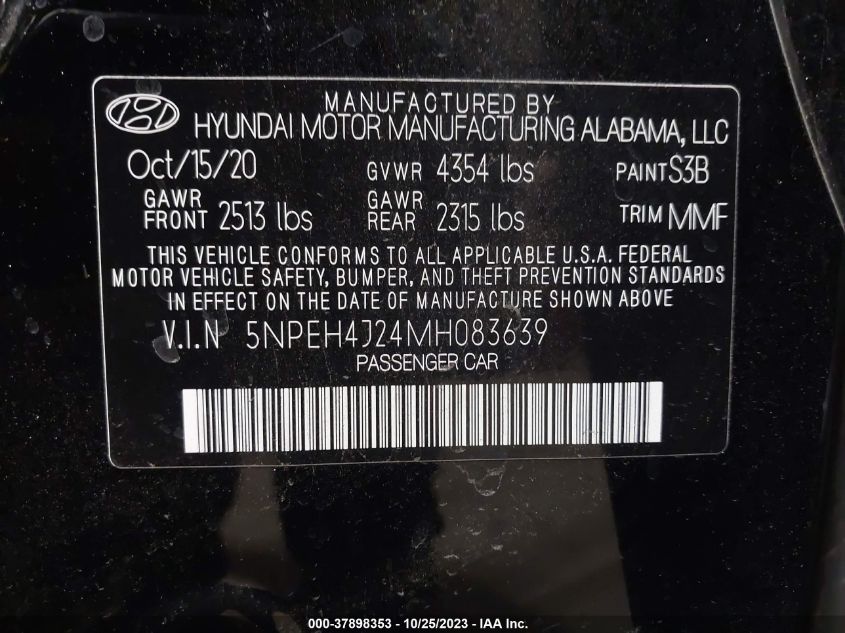 MANUFACTURED BY
HYUNDAI MOTOR MANUFACTURING ALABAMA, LLC
Oct/15/20 GVWR 4354 lbs PAINT S3B
GAWR FRONT 2513 lbs GAWR REAR 2315 lbs TRIM MMF
THIS VEHICLE CONFORMS TO ALL APPLICABLE U.S.A. FEDERAL
MOTOR VEHICLE SAFETY, BUMPER, AND THEFT PREVENTION STANDARDS
IN EFFECT ON THE DATE OF MANUFACTURE SHOWN ABOVE
V.I.N 5NPEH4J24MH083639
PASSENGER CAR
000-37898353 - 10/25/2023 - IAA Inc.